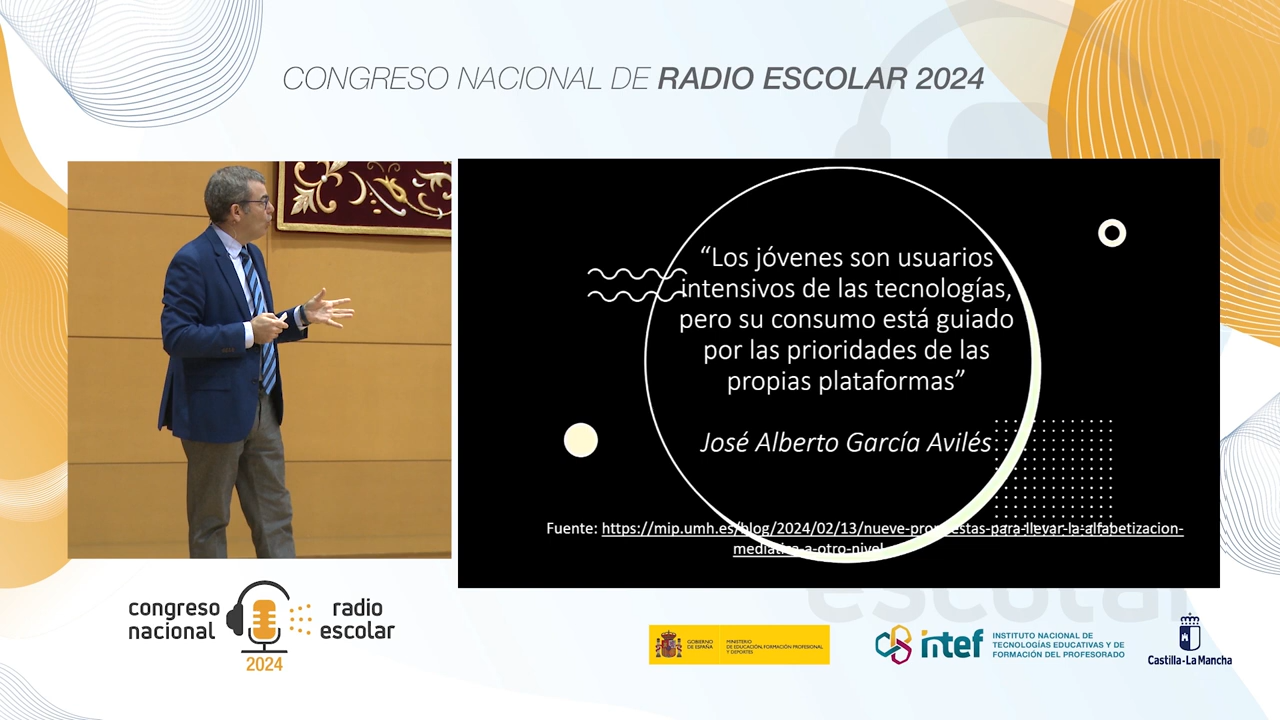 CONGRESO NACIONAL DE RADIO ESCOLAR 2024
“Los jóvenes son usuarios
intensivos de las tecnologías,
pero su consumo está guiado
por las prioridades de las
propias plataformas”
José Alberto García Avilés
Fuente: https://mip.umh.es/blog/2024/02/13/nueve-propuestas-para-llevar-la-alfabetizacion-
mediatica-a-otro-nivel
congreso nacional
radio escolar
2024
escolar
GOBIERNO DE ESPAÑA
MINISTERIO
DE EDUCACIÓN, FORMACIÓN PROFESIONAL
Y DEPORTES
intef
INSTITUTO NACIONAL DE
TECNOLOGÍAS EDUCATIVAS Y DE
FORMACIÓN DEL PROFESORADO
Castilla-La Mancha